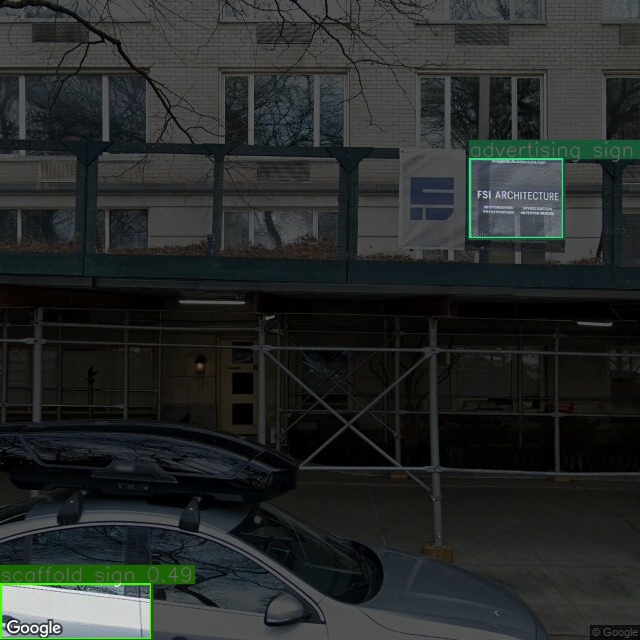 advertising sign
FSI ARCHITECTURE
RESTORATION INVESTIGATION
PRESERVATION INTERIOR DESIGN
scaffold sign 0.49
Google
© Google